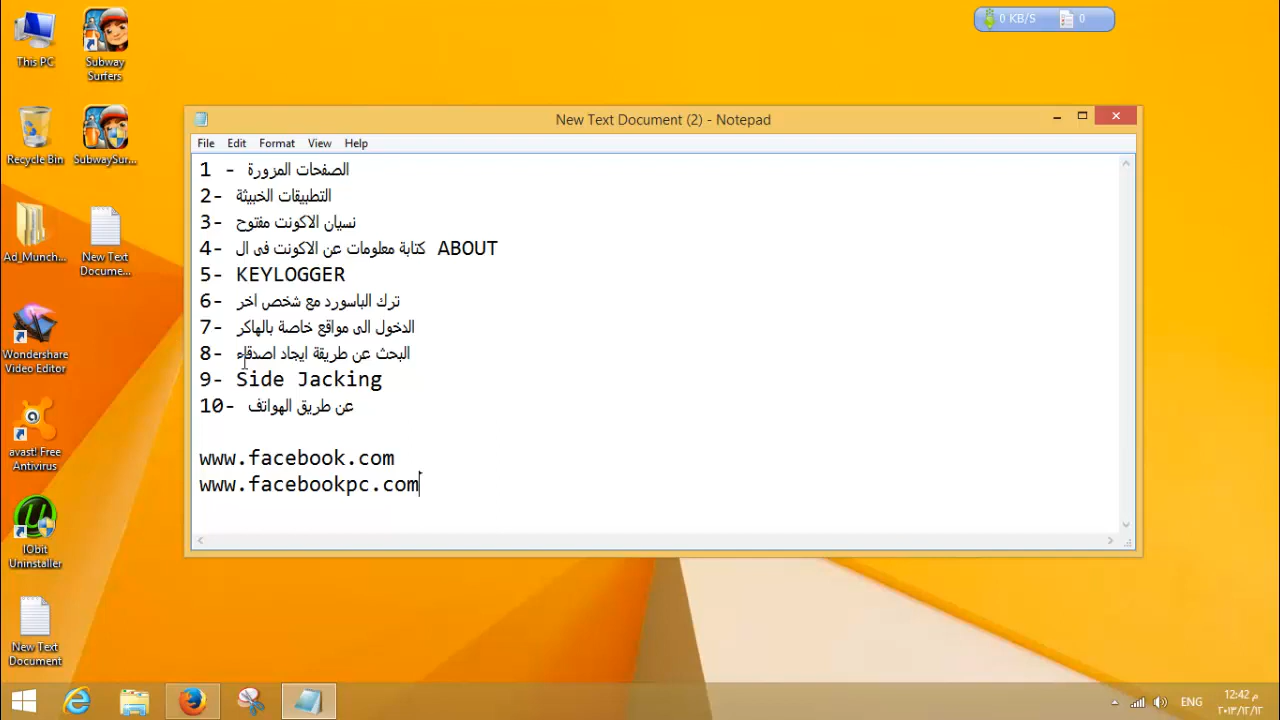 This PC
Subway Surfers
0 KB/S 0
Recycle Bin
SubwaySur...
Ad_Munch...
New Text Docume...
Wondershare Video Editor
avast! Free Antivirus
IObit Uninstaller
New Text Document
New Text Document (2) - Notepad
File Edit Format View Help
1 - الصفحات المزورة
2- التطبيقات الخبيثة
3- نسيان الاكونت مفتوح
4- كتابة معلومات عن الاكونت فى ال ABOUT
5- KEYLOGGER
6- ترك الباسورد مع شخص اخر
7- الدخول الى مواقع خاصة بالهاكر
8- البحث عن طريقة ايجاد اصدقاء
9- Side Jacking
10- عن طريق الهواتف
www.facebook.com
www.facebookpc.com
ENG
12:42 م
٢٠١٣/١٢/١٢